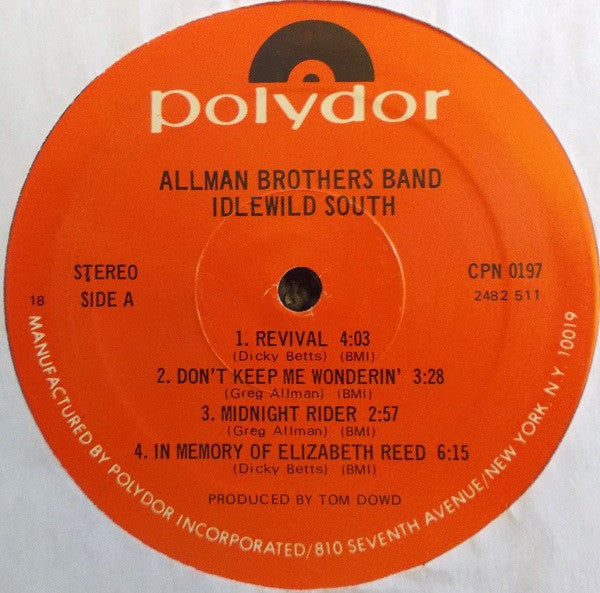 polydor
ALLMAN BROTHERS BAND
IDLEWILD SOUTH
STEREO
SIDE A
18
CPN 0197
2482 511
1. REVIVAL 4:03
(Dicky Betts) (BMI)
2. DON'T KEEP ME WONDERIN' 3:28
(Greg Allman) (BMI)
3. MIDNIGHT RIDER 2:57
(Greg Allman) (BMI)
4. IN MEMORY OF ELIZABETH REED 6:15
(Dicky Betts) (BMI)
PRODUCED BY TOM DOWD
MANUFACTURED BY POLYDOR INCORPORATED/810 SEVENTH AVENUE/NEW YORK. N Y 10019